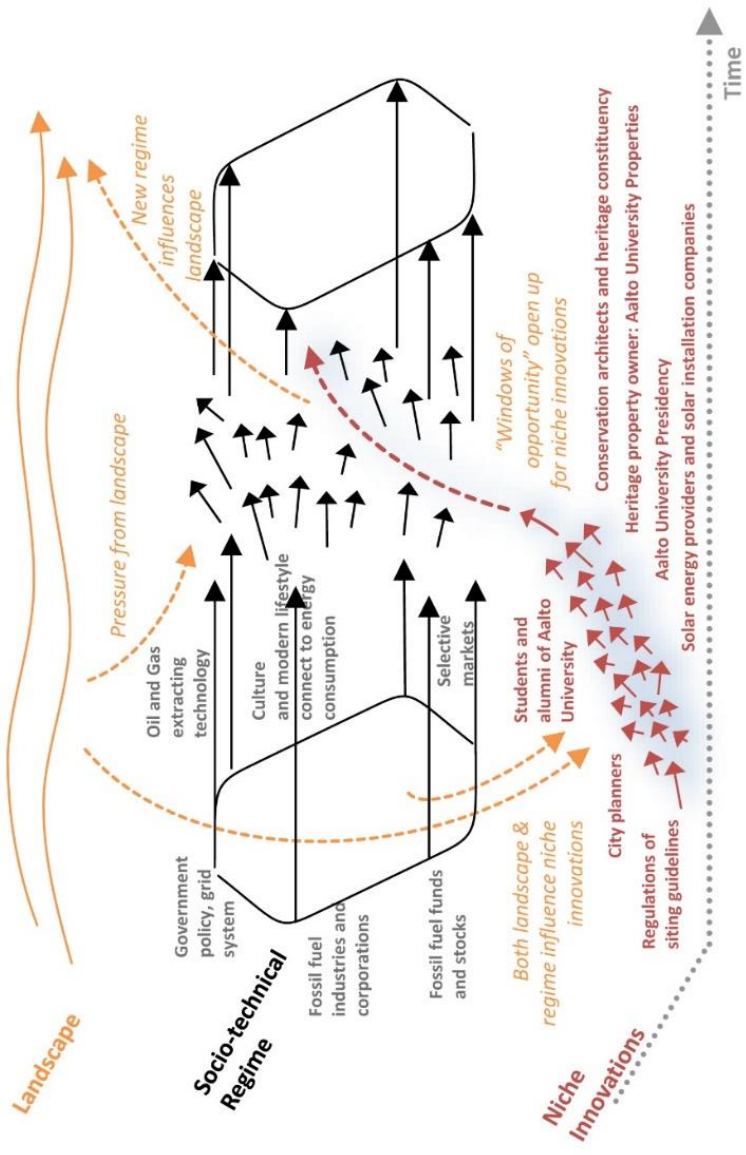 Landscape
Pressure from landscape
New regime
influences
landscape
Socio-technical
Regime
Government
policy, grid
system
Oil and Gas
extracting
technology
Culture
and modern lifestyle
connect to energy
consumption
Fossil fuel
industries and
corporations
Fossil fuel funds
and stocks
Selective
markets
Both landscape &
regime influence niche
innovations
"Windows of
opportunity" open up
for niche innovations
Niche
Innovations
Students and
alumni of Aalto
University
City planners
Regulations of
siting guidelines
Conservation architects and heritage constituency
Heritage property owner: Aalto University Properties
Aalto University Presidency
Solar energy providers and solar installation companies
Time